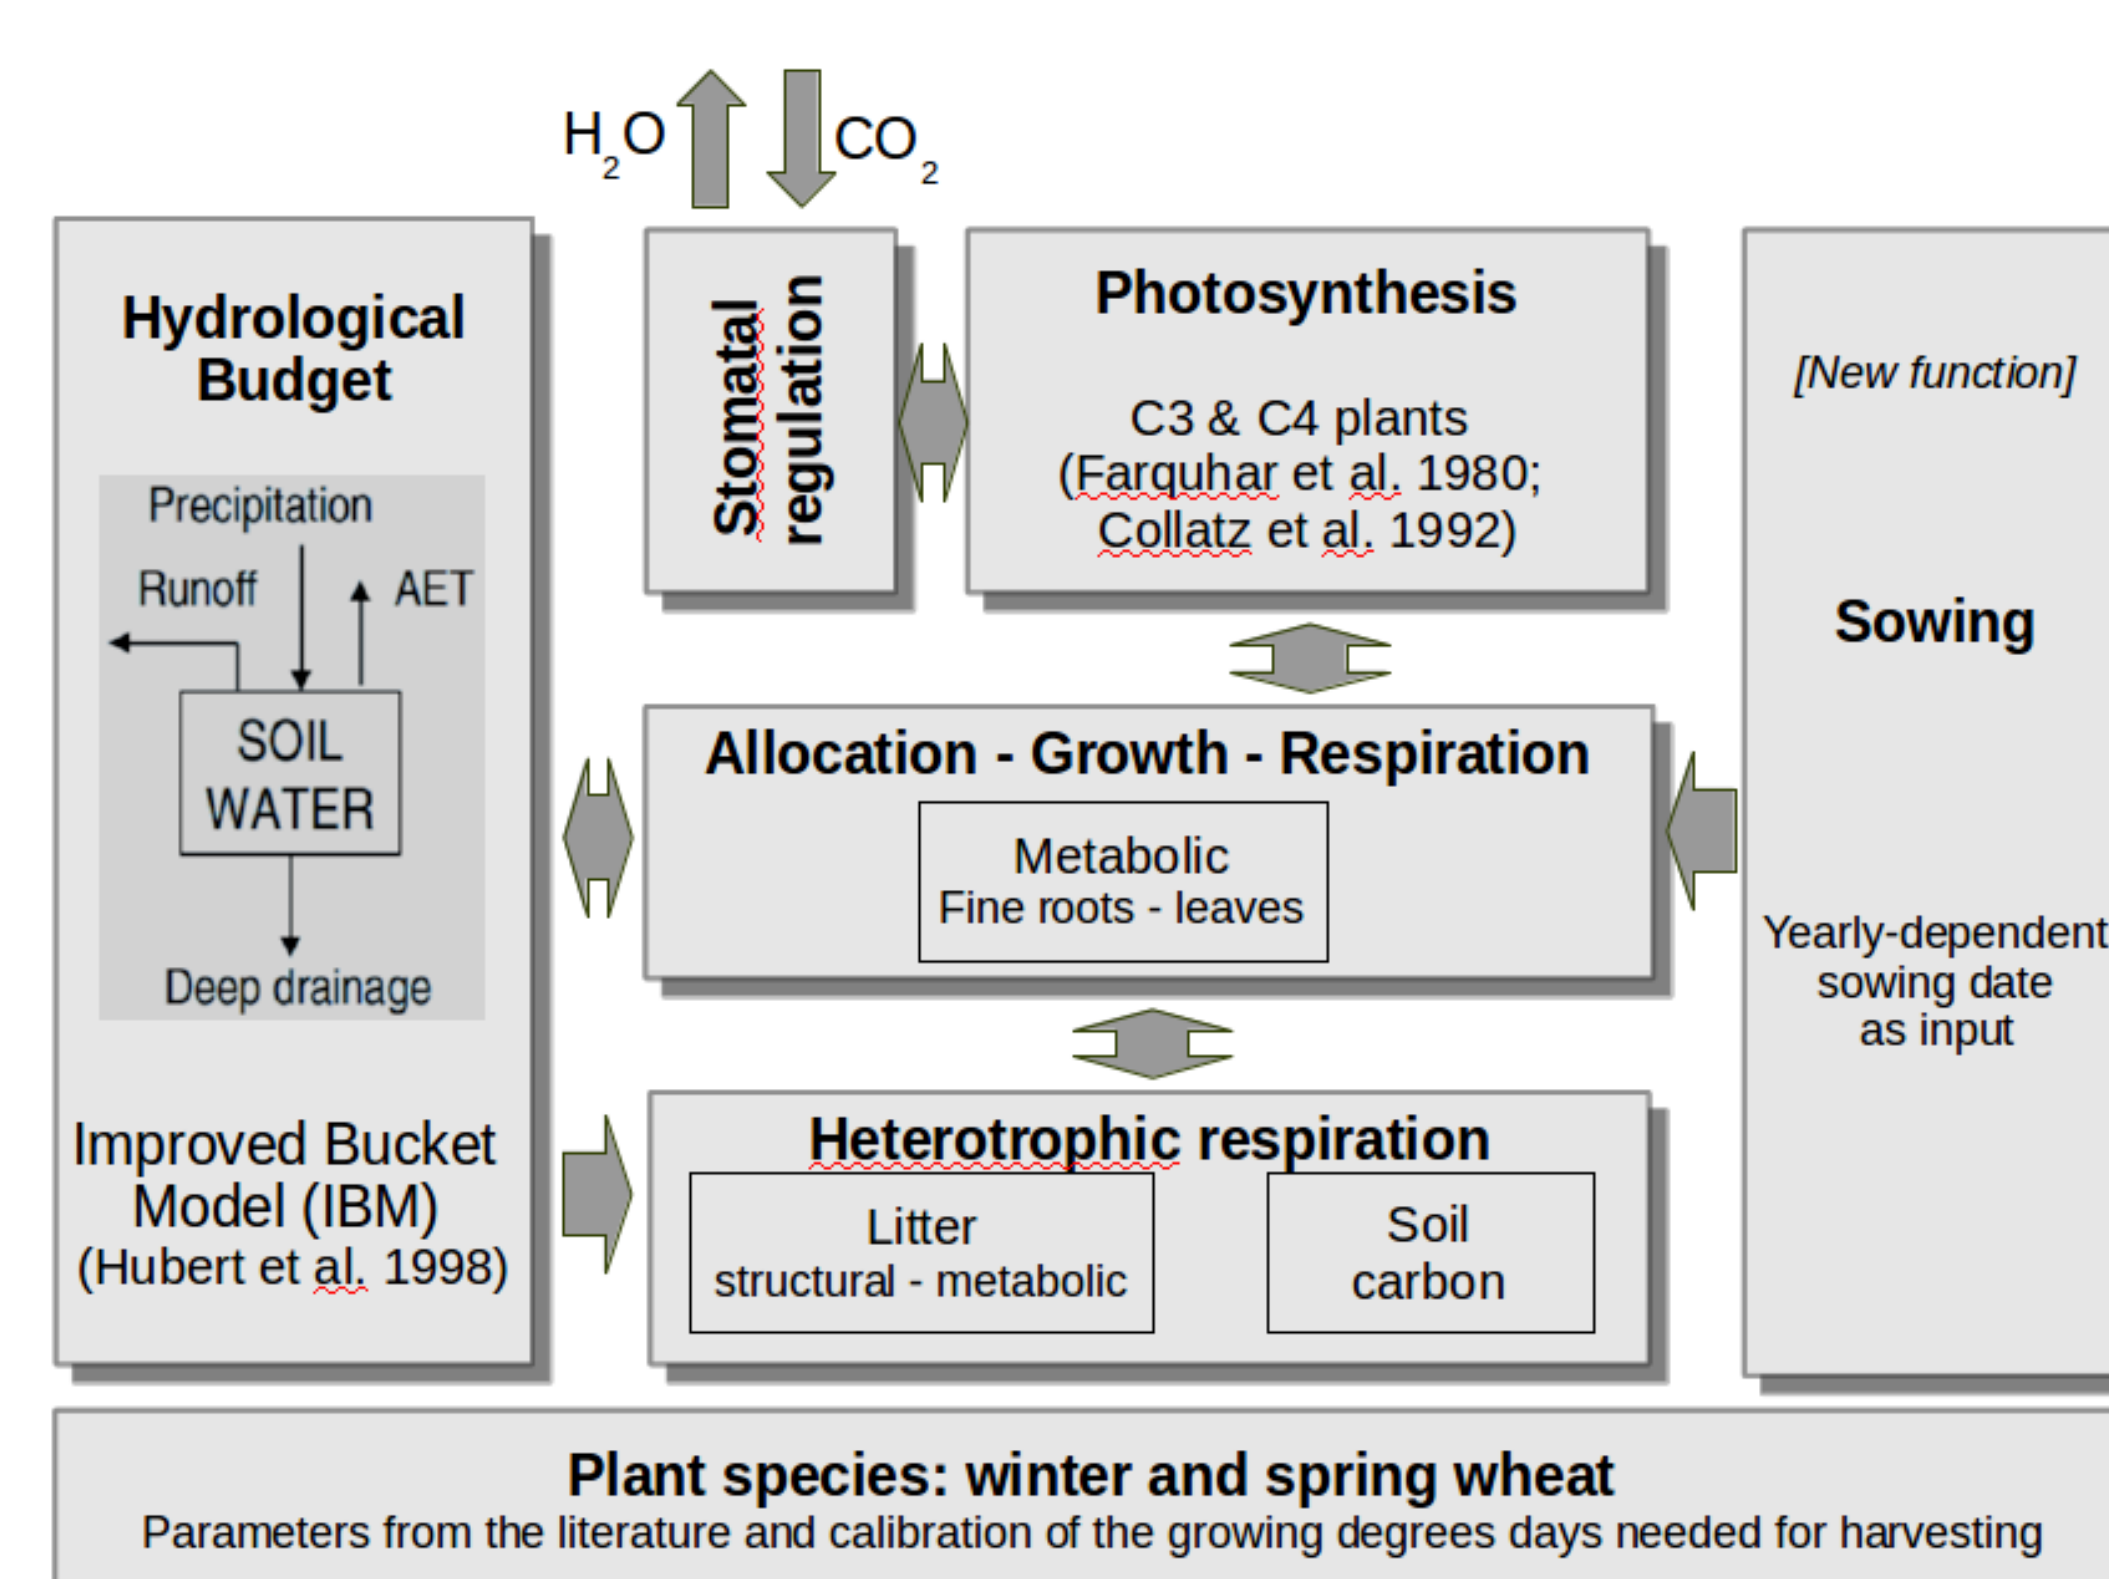 H2O
CO2
Hydrological
Budget
Precipitation
Runoff
AET
SOIL
WATER
Deep drainage
Improved Bucket
Model (IBM)
(Hubert et al. 1998)
Stomatal
regulation
Photosynthesis
C3 & C4 plants
(Farquhar et al. 1980;
Collatz et al. 1992)
Allocation - Growth - Respiration
Metabolic
Fine roots - leaves
Heterotrophic respiration
Litter
structural - metabolic
Soil
carbon
[New function]
Sowing
Yearly-dependent
sowing date
as input
Plant species: winter and spring wheat
Parameters from the literature and calibration of the growing degrees days needed for harvesting